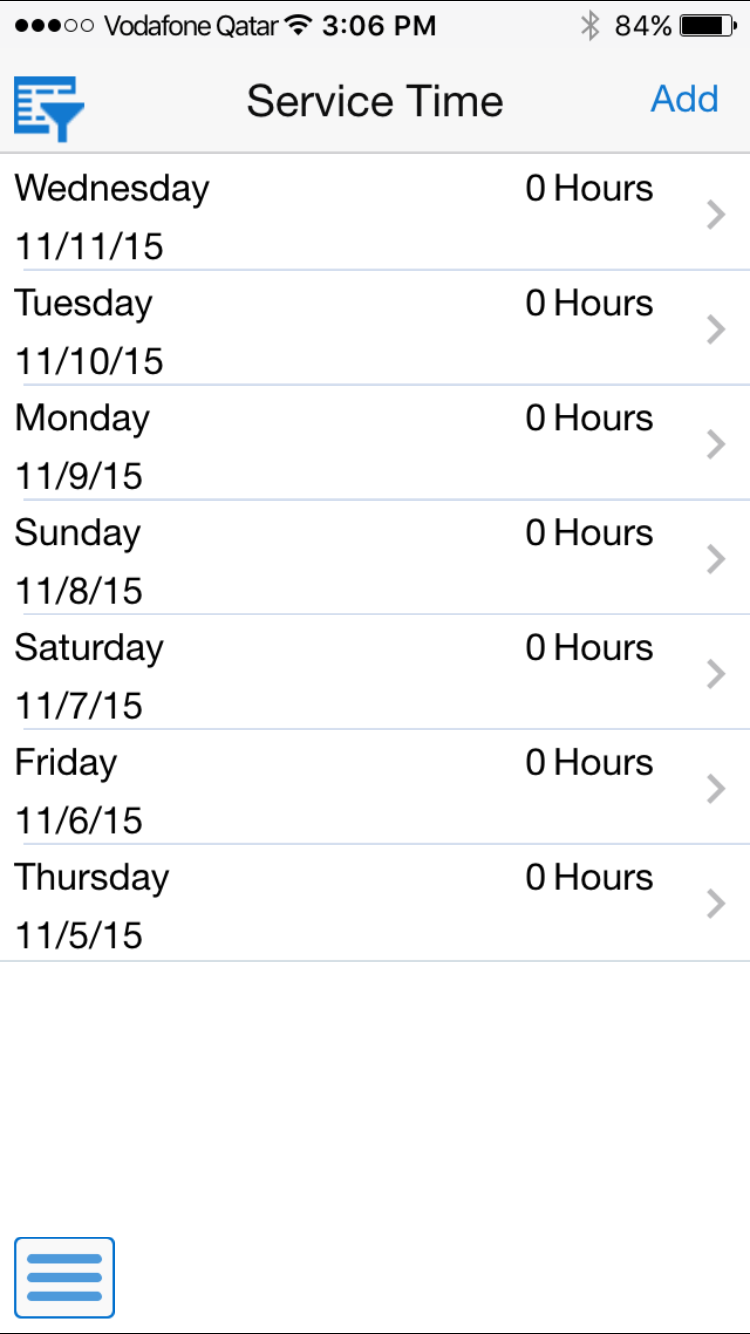 Vodafone Qatar 3:06 PM 84%
Service Time Add
Wednesday 0 Hours
11/11/15
Tuesday 0 Hours
11/10/15
Monday 0 Hours
11/9/15
Sunday 0 Hours
11/8/15
Saturday 0 Hours
11/7/15
Friday 0 Hours
11/6/15
Thursday 0 Hours
11/5/15